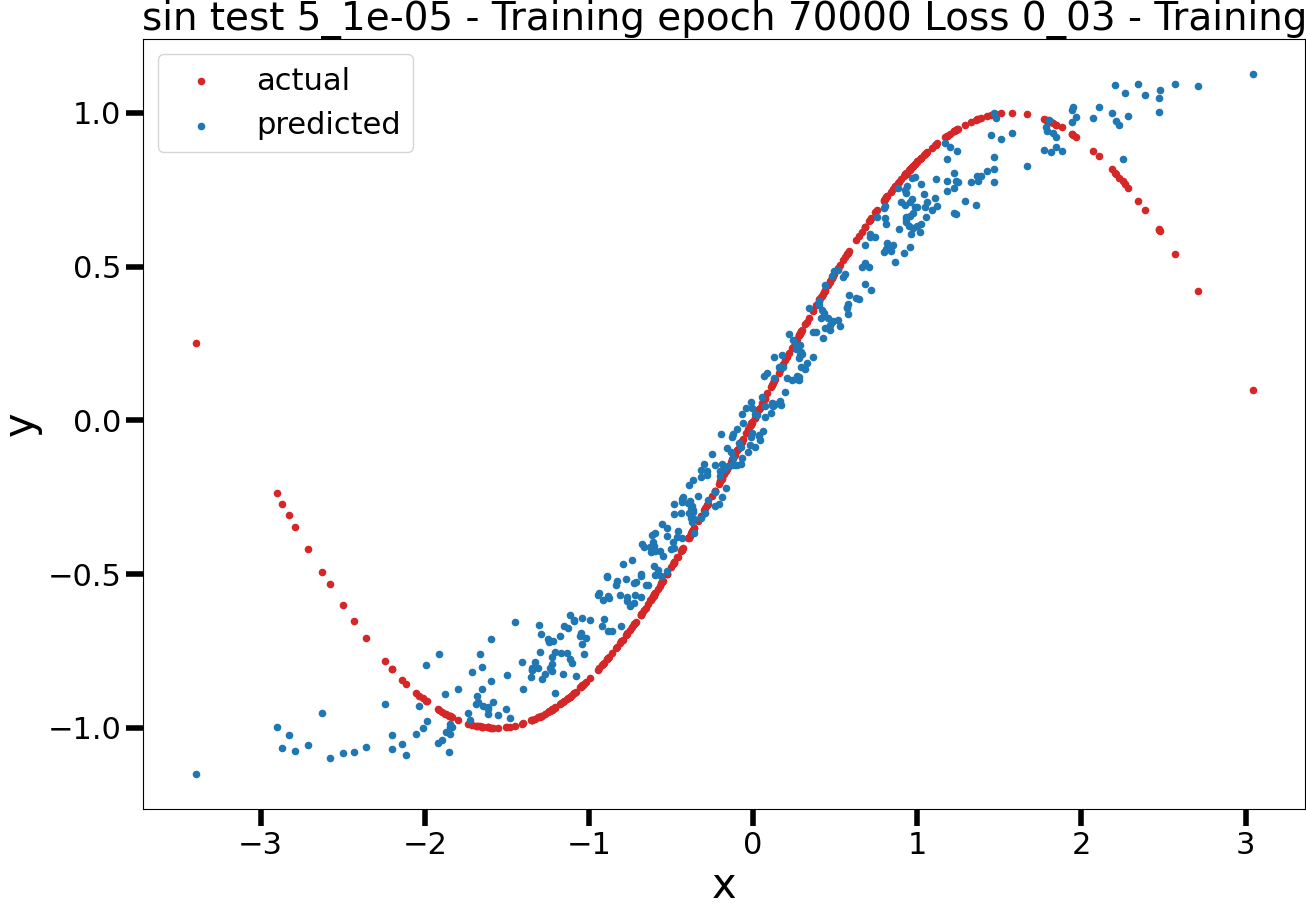 sin test 5_1e-05 - Training epoch 70000 Loss 0_03 - Training
actual
predicted
1.0
0.5
0.0
−0.5
−1.0
y
−3
−2
−1
0
1
2
3
x